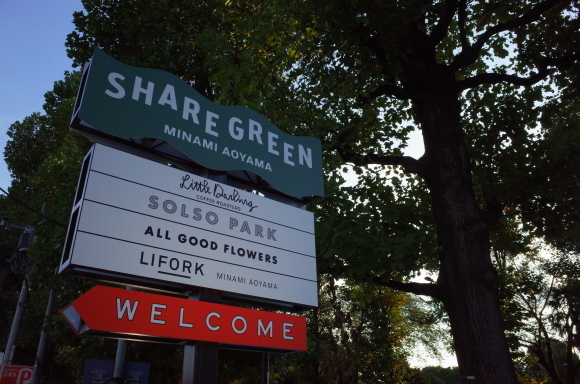 SHARE GREEN
MINAMI AOYAMA
Little Darling
COFFEE ROASTERS
SOLSO PARK
ALL GOOD FLOWERS
LIFORK MINAMI AOYAMA
WELCOME
P